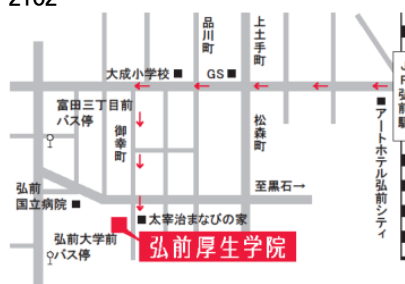 2102
品川町
上土手町
大成小学校
GS
JR弘前駅
富田三丁目前
バス停
御幸町
松森町
アートホテル弘前シティ
弘前
国立病院
至黒石→
太宰治まなびの家
弘前大学前
バス停
弘前厚生学院